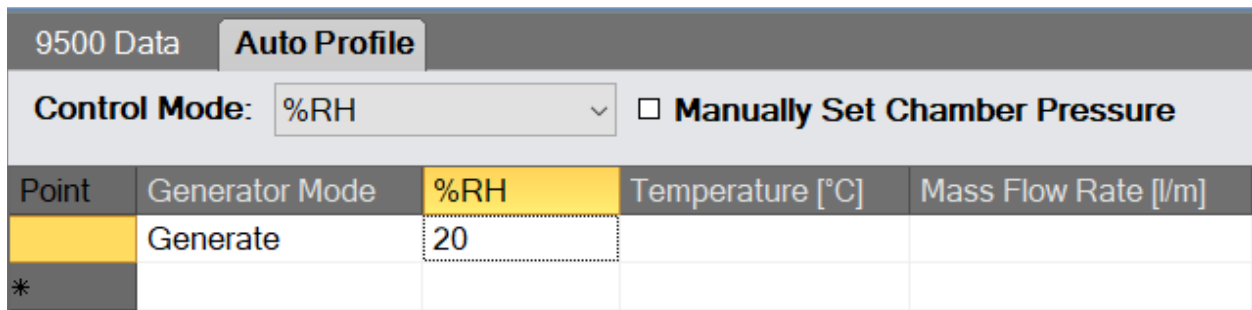 9500 Data Auto Profile
Control Mode: %RH Manually Set Chamber Pressure
Point Generator Mode %RH Temperature [°C] Mass Flow Rate [l/m]
Generate 20
*